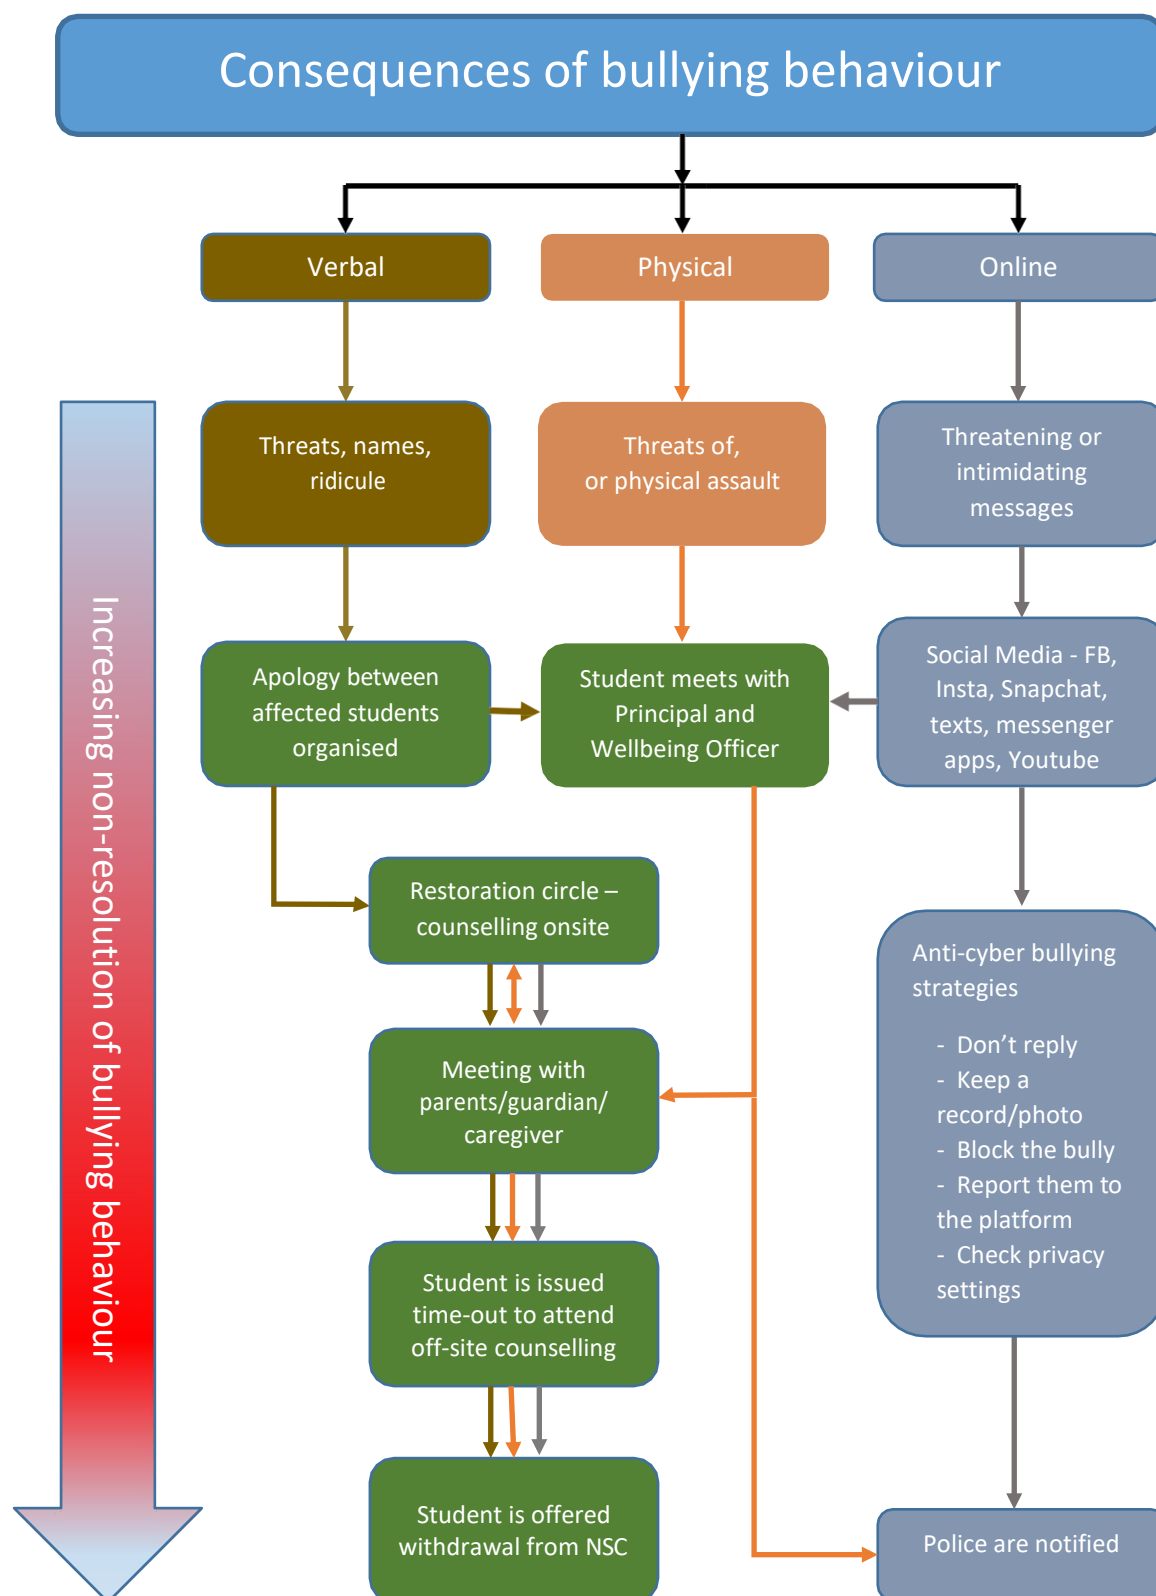 Consequences of bullying behaviour
Verbal
Physical
Online
Threats, names,
ridicule
Threats of,
or physical assault
Threatening or
intimidating
messages
Increasing non-resolution of bullying behaviour
Apology between
affected students
organised
Student meets with
Principal and
Wellbeing Officer
Social Media - FB,
Insta, Snapchat,
texts, messenger
apps, Youtube
Restoration circle –
counselling onsite
Anti-cyber bullying
strategies
- Don’t reply
- Keep a
record/photo
- Block the bully
- Report them to
the platform
- Check privacy
settings
Meeting with
parents/guardian/
caregiver
Student is issued
time-out to attend
off-site counselling
Student is offered
withdrawal from NSC
Police are notified